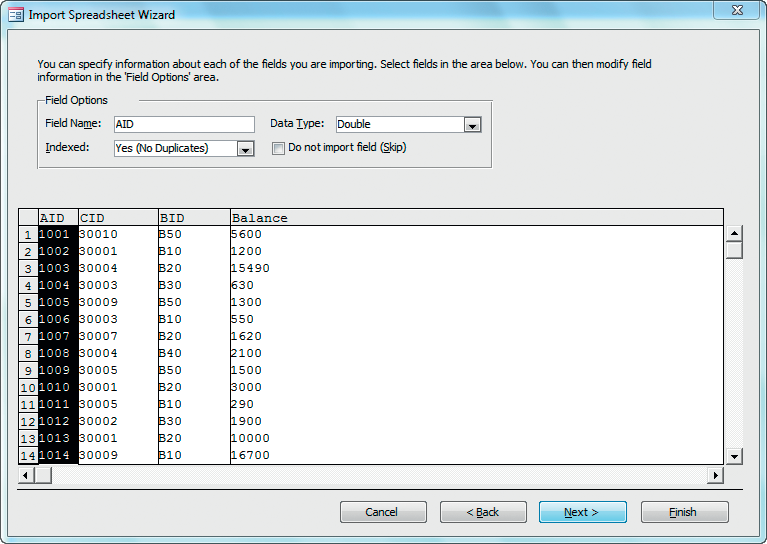 Import Spreadsheet Wizard
You can specify information about each of the fields you are importing. Select fields in the area below. You can then modify field
information in the 'Field Options' area.
Field Options
Field Name: AID Data Type: Double
Indexed: Yes (No Duplicates) Do not import field (Skip)
AID CID BID Balance
1 1001 30010 B50 5600
2 1002 30001 B10 1200
3 1003 30004 B20 15490
4 1004 30003 B30 630
5 1005 30009 B50 1300
6 1006 30003 B10 550
7 1007 30007 B20 1620
8 1008 30004 B40 2100
9 1009 30005 B50 1500
10 1010 30001 B20 3000
11 1011 30005 B10 290
12 1012 30002 B30 1900
13 1013 30001 B20 10000
14 1014 30009 B10 16700
Cancel < Back Next > Finish